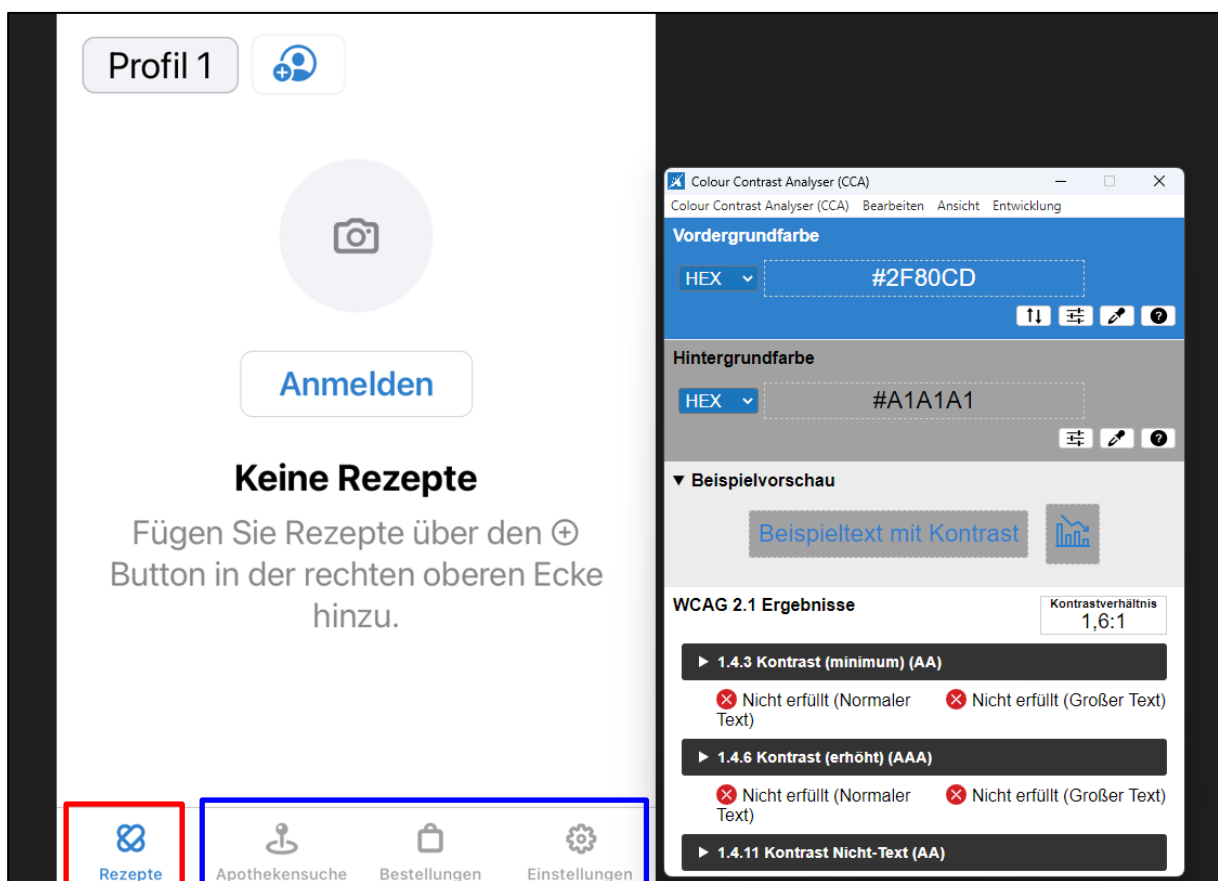 Profil 1
Anmelden
Keine Rezepte
Fügen Sie Rezepte über den ⊕
Button in der rechten oberen Ecke
hinzu.
Rezepte
Apothekensuche
Bestellungen
Einstellungen
Colour Contrast Analyser (CCA)
Colour Contrast Analyser (CCA) Bearbeiten Ansicht Entwicklung
Vordergrundfarbe
HEX #2F80CD
Hintergrundfarbe
HEX #A1A1A1
▼ Beispielvorschau
Beispieltext mit Kontrast
WCAG 2.1 Ergebnisse
Kontrastverhältnis
1,6:1
▶ 1.4.3 Kontrast (minimum) (AA)
Nicht erfüllt (Normaler
Text)
Nicht erfüllt (Großer Text)
▶ 1.4.6 Kontrast (erhöht) (AAA)
Nicht erfüllt (Normaler
Text)
Nicht erfüllt (Großer Text)
▶ 1.4.11 Kontrast Nicht-Text (AA)